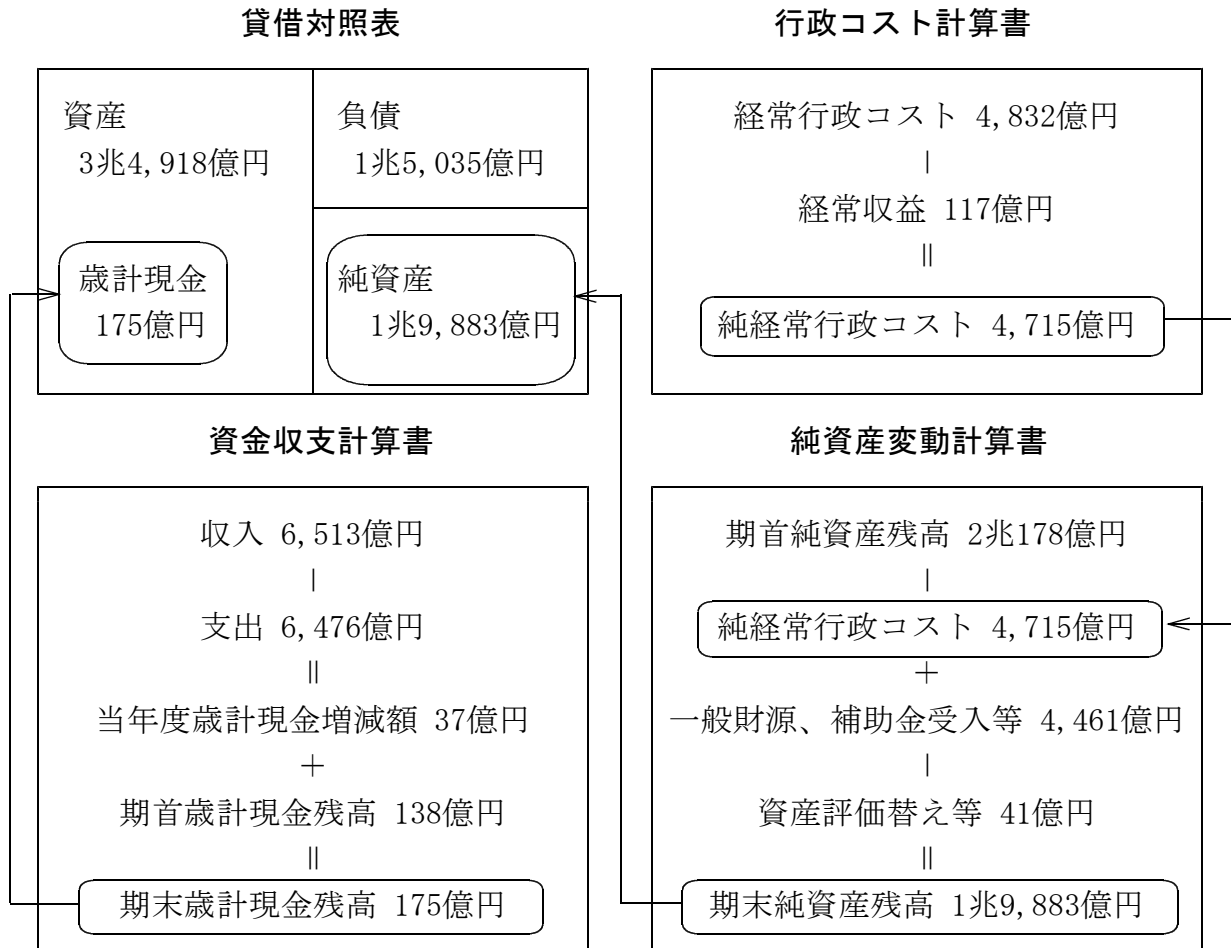 貸借対照表
資産
3兆4,918億円
負債
1兆5,035億円
歳計現金
175億円
純資産
1兆9,883億円
行政コスト計算書
経常行政コスト 4,832億円
－
経常収益 117億円
＝
純経常行政コスト 4,715億円
資金収支計算書
収入 6,513億円
－
支出 6,476億円
＝
当年度歳計現金増減額 37億円
＋
期首歳計現金残高 138億円
＝
期末歳計現金残高 175億円
純資産変動計算書
期首純資産残高 2兆178億円
－
純経常行政コスト 4,715億円
＋
一般財源、補助金受入等 4,461億円
－
資産評価替え等 41億円
＝
期末純資産残高 1兆9,883億円